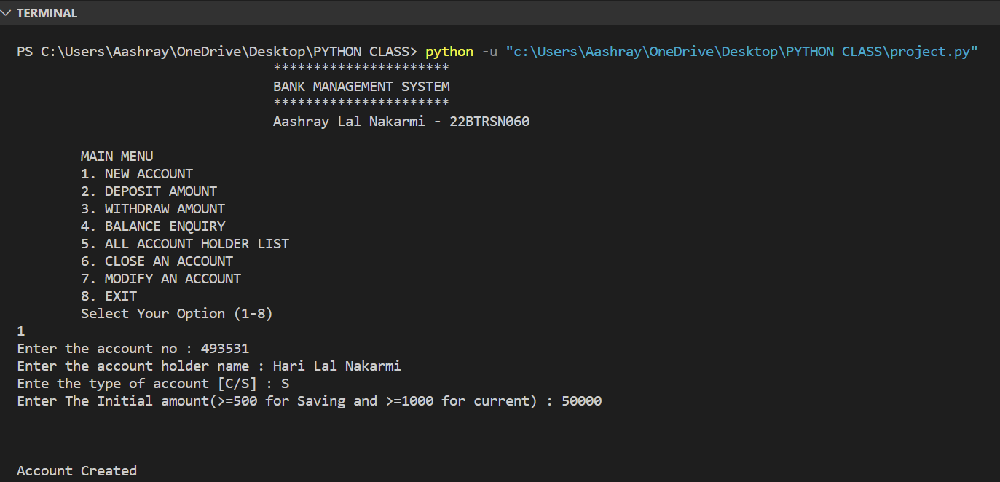 TERMINAL
PS C:\Users\Aashray\OneDrive\Desktop\PYTHON CLASS> python -u "c:\Users\Aashray\OneDrive\Desktop\PYTHON CLASS\project.py"
**********************
BANK MANAGEMENT SYSTEM
**********************
Aashray Lal Nakarmi - 22BTRSN060
MAIN MENU
1. NEW ACCOUNT
2. DEPOSIT AMOUNT
3. WITHDRAW AMOUNT
4. BALANCE ENQUIRY
5. ALL ACCOUNT HOLDER LIST
6. CLOSE AN ACCOUNT
7. MODIFY AN ACCOUNT
8. EXIT
Select Your Option (1-8)
1
Enter the account no : 493531
Enter the account holder name : Hari Lal Nakarmi
Ente the type of account [C/S] : S
Enter The Initial amount(>=500 for Saving and >=1000 for current) : 50000
Account Created